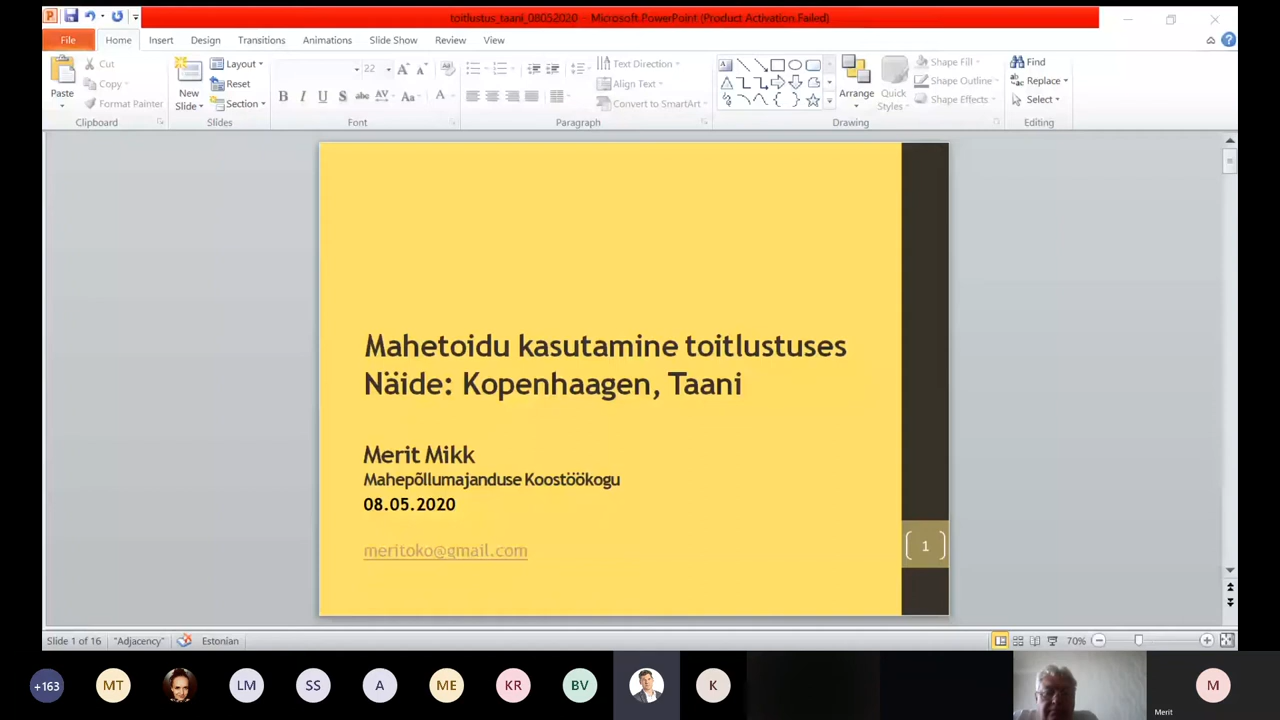 toitlustus_taani_08052020 – Microsoft PowerPoint (Product Activation Failed)
File Home Insert Design Transitions Animations Slide Show Review View
Paste Cut Copy Format Painter Clipboard
New Slide Layout Reset Section Slides
22 Font
Text Direction Align Text Convert to SmartArt Paragraph
Arrange Quick Styles Shape Fill Shape Outline Shape Effects Drawing
Find Replace Select Editing
Mahetoidu kasutamine toitlustuses
Näide: Kopenhaagen, Taani
Merit Mikk
Mahepõllumajanduse Koostöökogu
08.05.2020
meritoko@gmail.com
1
Slide 1 of 16 "Adjacency" Estonian 70%
+163 MT LM SS A ME KR BV K M
Merit